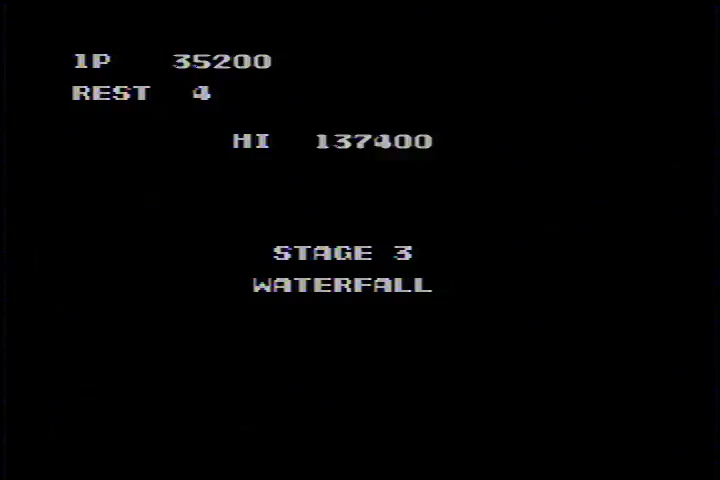 1P 35200
REST 4
HI 137400
STAGE 3
WATERFALL